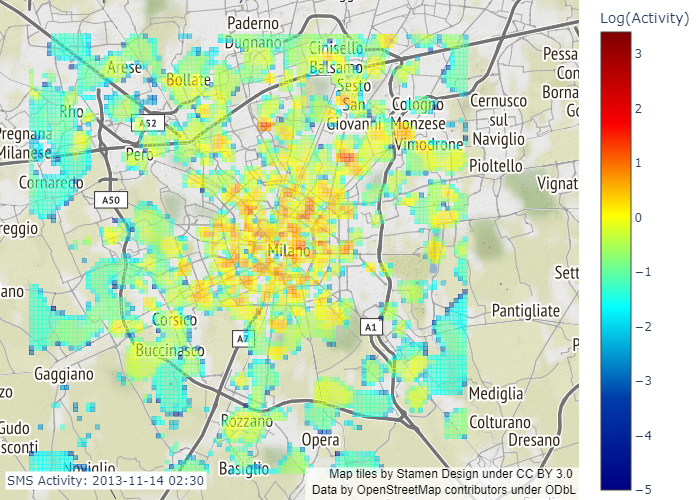 Log(Activity)
3
2
1
0
−1
−2
−3
−4
−5
Paderno
Dugnano
Cinisello
Balsamo
Arese
Bollate
Sesto
San
Giovanni
Cologno
Monzese
Cernusco
sul
Naviglio
Pessa
Con
Borna
Go
Rho
A52
Vimodrone
Pregnana
Milanese
Pero
Pioltello
Cornaredo
A50
Vignat
reggio
Milano
Sett
ano
Corsico
A7
A1
Pantigliate
Buccinasco
P
Gaggiano
zo
Mediglia
Rozzano
Colturano
Gudo
sconti
Opera
Dresano
Noviglio
Basiglio
SMS Activity: 2013-11-14 02:30
Map tiles by Stamen Design under CC BY 3.0
Data by OpenStreetMap contributors under ODbL